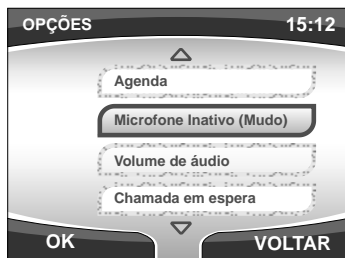 OPÇÕES 15:12
Agenda
Microfone Inativo (Mudo)
Volume de áudio
Chamada em espera
OK VOLTAR